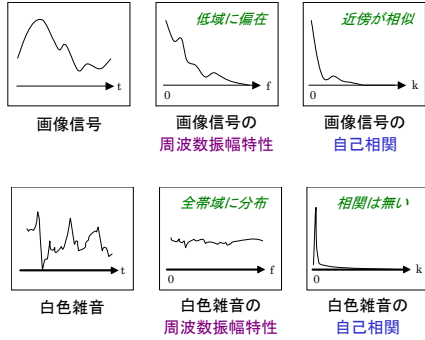 低域に偏在
近傍が相似
t
0
f
0
k
画像信号
画像信号の
周波数振幅特性
画像信号の
自己相関
全帯域に分布
相関は無い
t
0
f
0
k
白色雑音
白色雑音の
周波数振幅特性
白色雑音の
自己相関